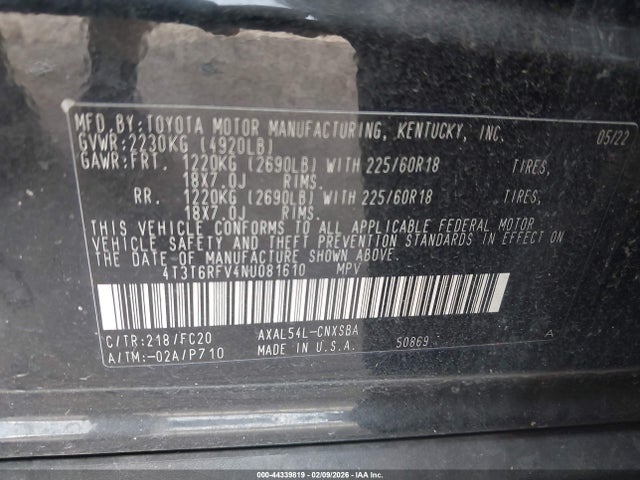 MFD.BY:TOYOTA MOTOR MANUFACTURING, KENTUCKY, INC. 05/22
GVWR:2230KG (4920LB)
GAWR:FRT. 1220KG (2690LB) WITH 225/60R18 TIRES,
18X7.0J RIMS.
RR. 1220KG (2690LB) WITH 225/60R18 TIRES,
18X7.0J RIMS.
THIS VEHICLE CONFORMS TO ALL APPLICABLE FEDERAL MOTOR
VEHICLE SAFETY AND THEFT PREVENTION STANDARDS IN EFFECT ON
THE DATE OF MANUFACTURE SHOWN ABOVE.
4T3T6RFV4NU081610 MPV
C/TR:218/FC20 AXAL54L-CNXSBA A
A/TM:-02A/P710 MADE IN U.S.A. 50869
000-44339819 - 02/09/2026 - IAAI.com